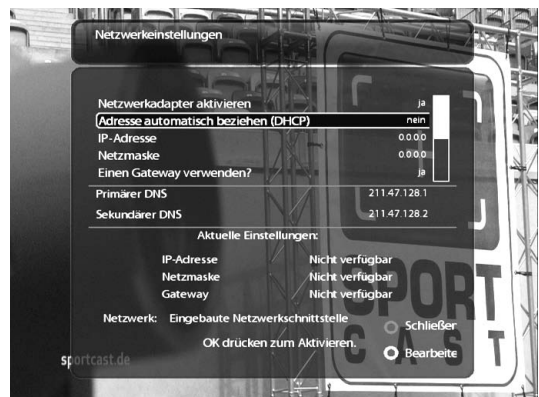 Netzwerkeinstellungen
Netzwerkadapter aktivieren ja
Adresse automatisch beziehen (DHCP) nein
IP-Adresse 0.0.0.0
Netzmaske 0.0.0.0
Einen Gateway verwenden? ja
Primärer DNS 211.47.128.1
Sekundärer DNS 211.47.128.2
Aktuelle Einstellungen:
IP-Adresse Nicht verfügbar
Netzmaske Nicht verfügbar
Gateway Nicht verfügbar
Netzwerk: Eingebaute Netzwerkschnittstelle
Schließen
OK drücken zum Aktivieren.
Bearbeite
SPORT
CAST
sportcast.de